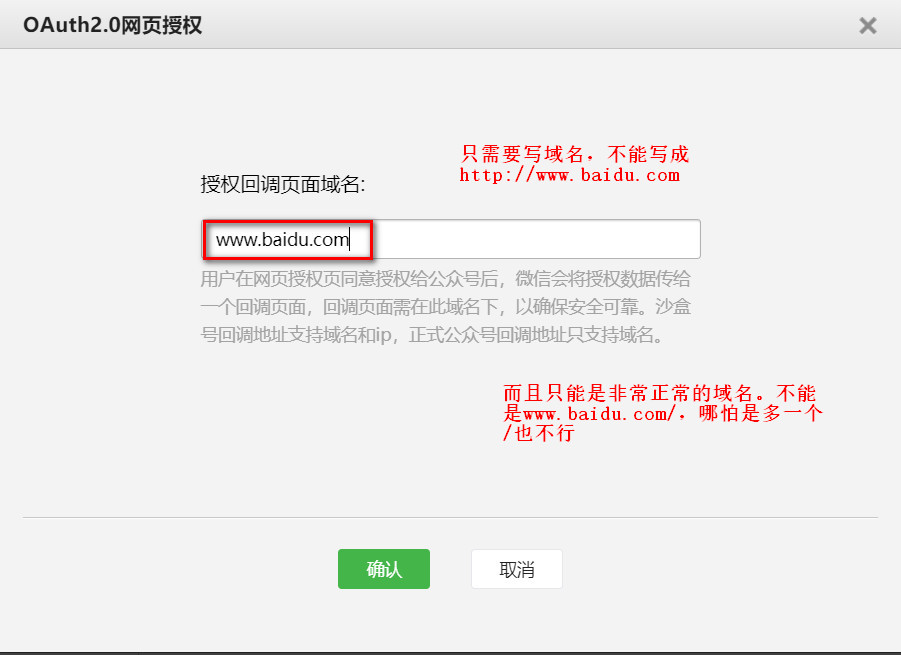 OAuth2.0网页授权
只需要写域名，不能写成
http://www.baidu.com
授权回调页面域名:
www.baidu.com
用户在网页授权页同意授权给公众号后，微信会将授权数据传给
一个回调页面，回调页面需在此域名下，以确保安全可靠。沙盒
号回调地址支持域名和ip，正式公众号回调地址只支持域名。
而且只能是非常正常的域名。不能
是www.baidu.com/，哪怕是多一个
/也不行
确认
取消